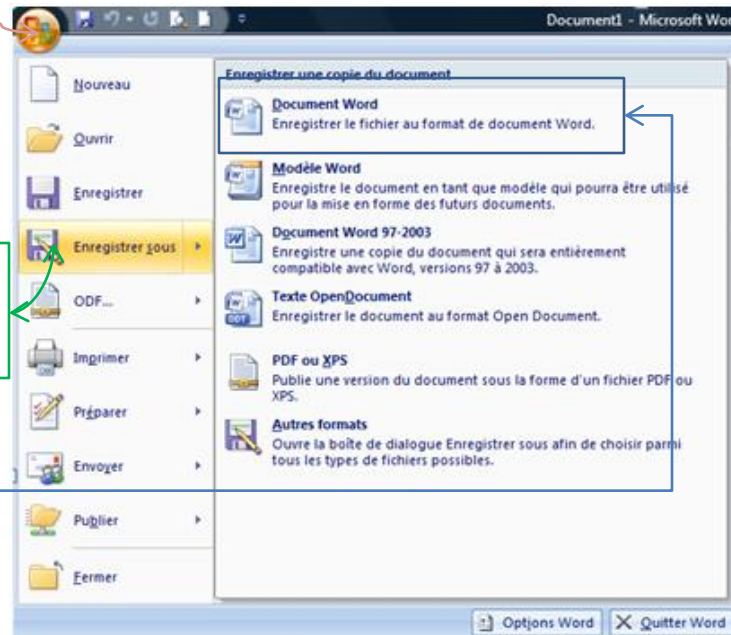 Document1 - Microsoft Wor
Nouveau
Ouvrir
Enregistrer
Enregistrer sous
ODF...
Imprimer
Préparer
Envoyer
Publier
Fermer
Enregistrer une copie du document
Document Word
Enregistrer le fichier au format de document Word.
Modèle Word
Enregistre le document en tant que modèle qui pourra être utilisé
pour la mise en forme des futurs documents.
Document Word 97-2003
Enregistre une copie du document qui sera entièrement
compatible avec Word, versions 97 à 2003.
Texte OpenDocument
Enregistrer le document au format Open Document.
PDF ou XPS
Publie une version du document sous la forme d'un fichier PDF ou
XPS.
Autres formats
Ouvre la boîte de dialogue Enregistrer sous afin de choisir parmi
tous les types de fichiers possibles.
Options Word
Quitter Word